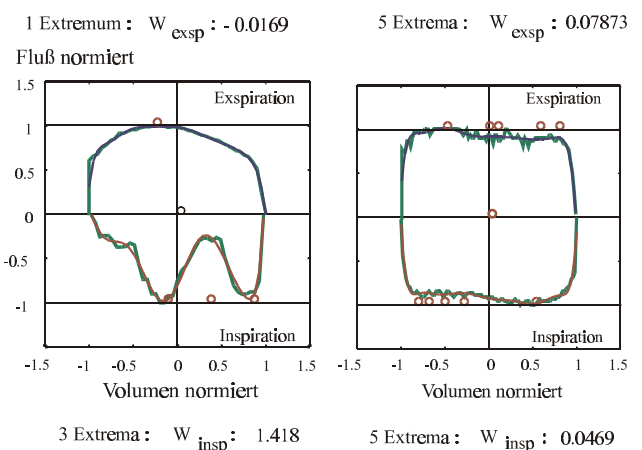 1 Extremum : W exsp : - 0.0169
5 Extrema : W exsp : 0.07873
Fluß normiert
1.5
1
0.5
0
-0.5
-1
Exspiration
Inspiration
-1.5 -1 -0.5 0 0.5 1 1.5
Volumen normiert
Exspiration
Inspiration
-1.5 -1 -0.5 0 0.5 1 1.5
Volumen normiert
3 Extrema : W insp : 1.418
5 Extrema : W insp : 0.0469